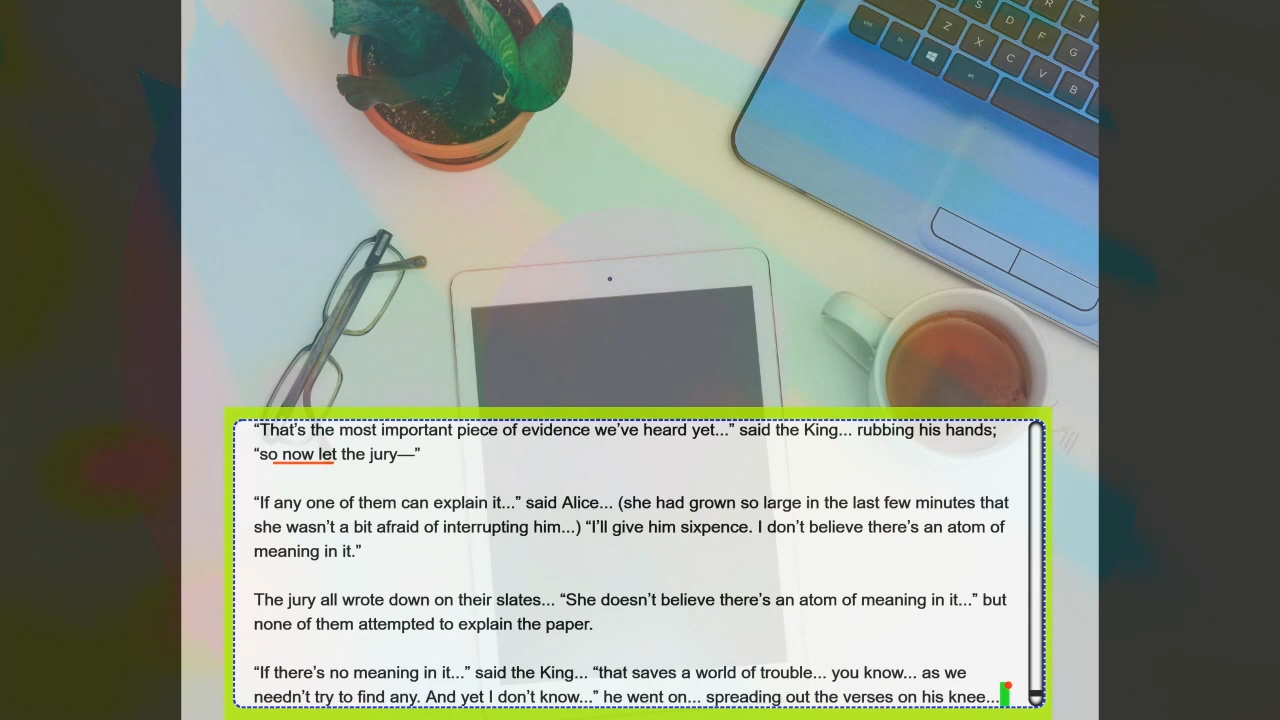 “That’s the most important piece of evidence we’ve heard yet...” said the King... rubbing his hands;
“so now let the jury—”
“If any one of them can explain it...” said Alice... (she had grown so large in the last few minutes that
she wasn’t a bit afraid of interrupting him...) “I’ll give him sixpence. I don’t believe there’s an atom of
meaning in it.”
The jury all wrote down on their slates... “She doesn’t believe there’s an atom of meaning in it...” but
none of them attempted to explain the paper.
“If there’s no meaning in it...” said the King... “that saves a world of trouble... you know... as we
needn’t try to find any. And yet I don’t know...” he went on... spreading out the verses on his knee...